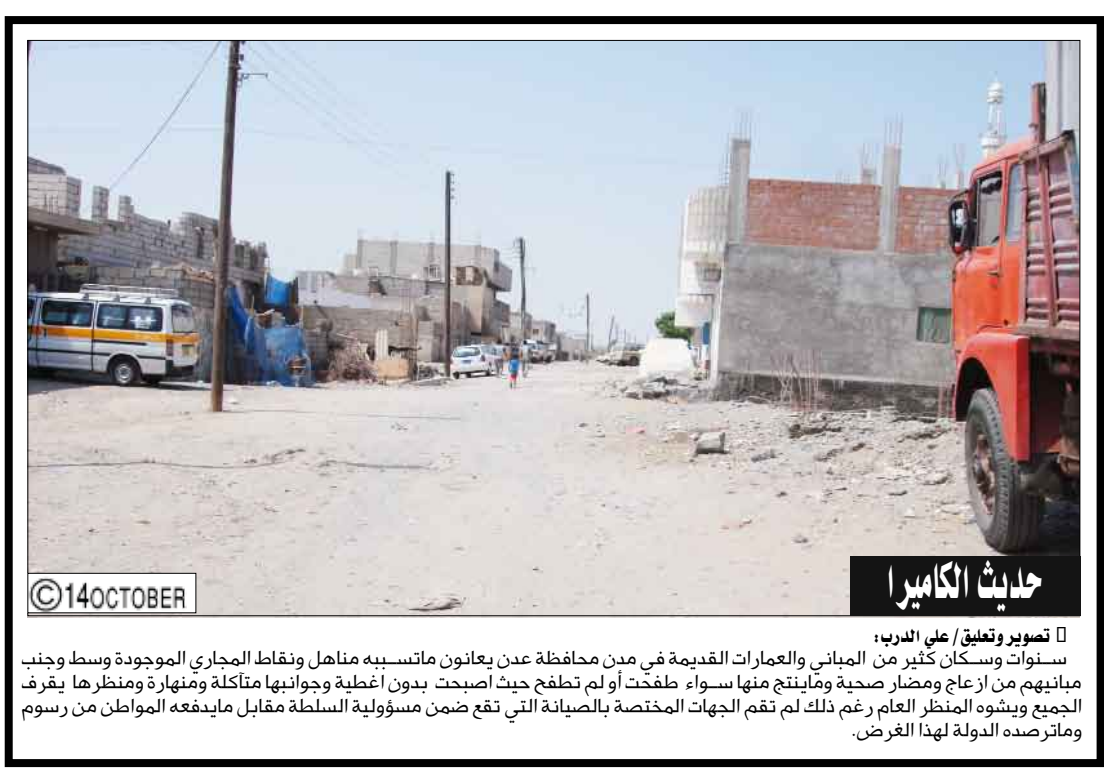 ©14OCTOBER
حديث الكاميرا
تصوير وتعليق/ علي الدرب:
سنوات وسكان كثير من المباني والعمارات القديمة في مدن محافظة عدن يعانون ماتسببه مناهل ونقاط المجاري الموجودة وسط وجنب
مبانيهم من ازعاج ومضار صحية وماينتج منها سواء طفحت أو لم تطفح حيث اصبحت بدون اغطية وجوانبها متآكلة ومنهارة ومنظرها يقرف
الجميع ويشوه المنظر العام رغم ذلك لم تقم الجهات المختصة بالصيانة التي تقع ضمن مسؤولية السلطة مقابل مايدفعه المواطن من رسوم
وماترصده الدولة لهذا الغرض.